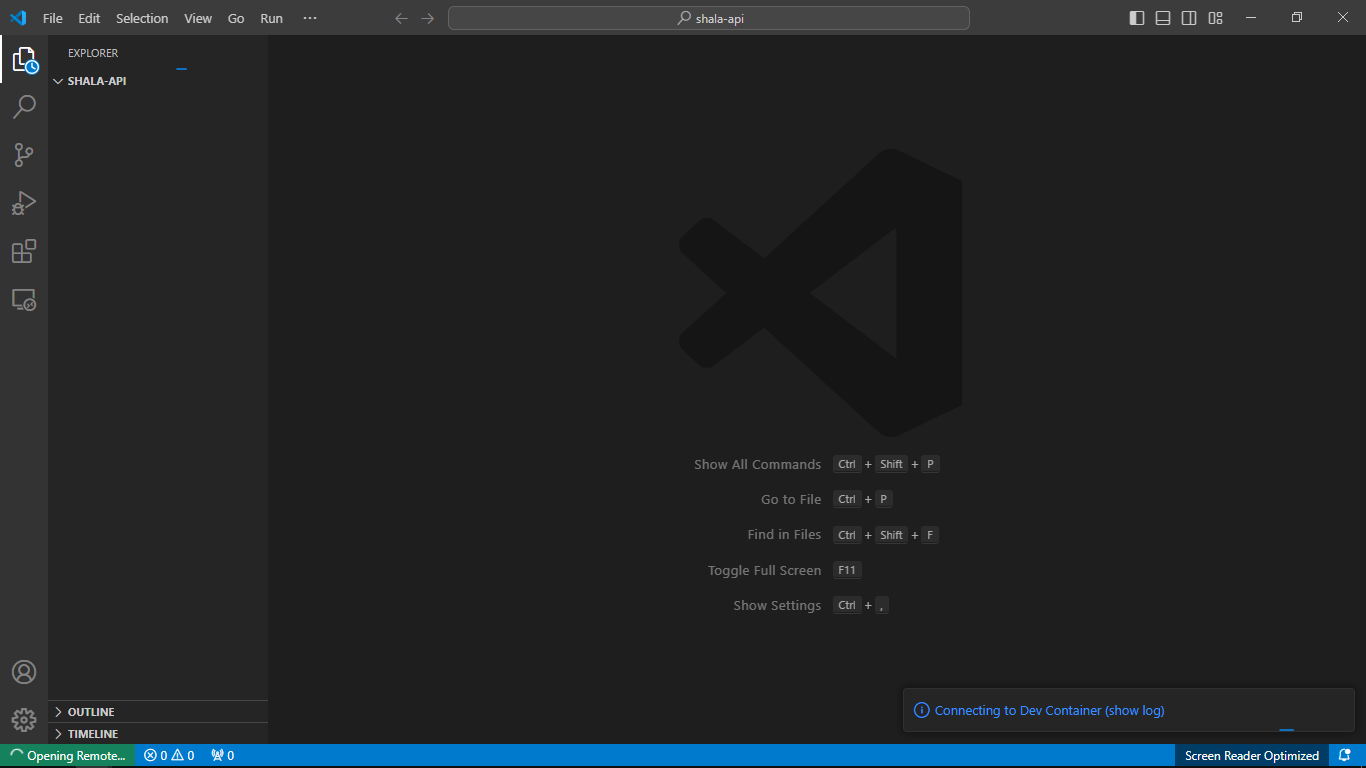 File Edit Selection View Go Run ···
shala-api
EXPLORER
SHALA-API
Show All Commands Ctrl + Shift + P
Go to File Ctrl + P
Find in Files Ctrl + Shift + F
Toggle Full Screen F11
Show Settings Ctrl + ,
OUTLINE
TIMELINE
Connecting to Dev Container (show log)
Opening Remote... 0 0 0 Screen Reader Optimized